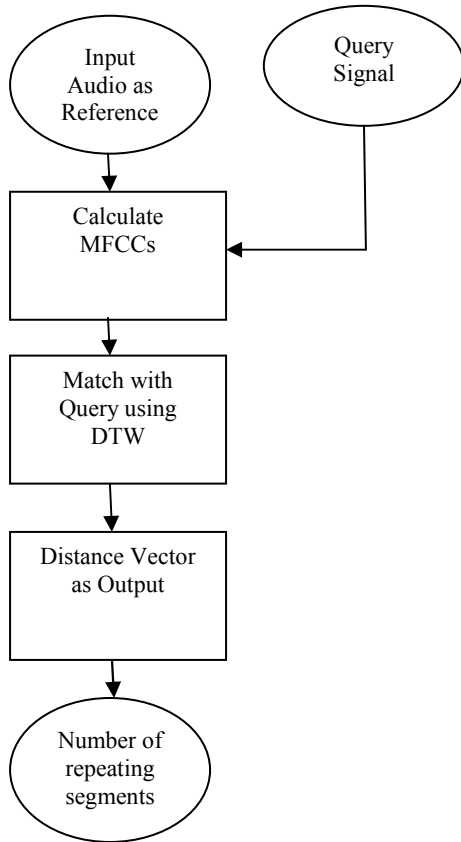 Input
Audio as
Reference
Query
Signal
Calculate
MFCCs
Match with
Query using
DTW
Distance Vector
as Output
Number of
repeating
segments